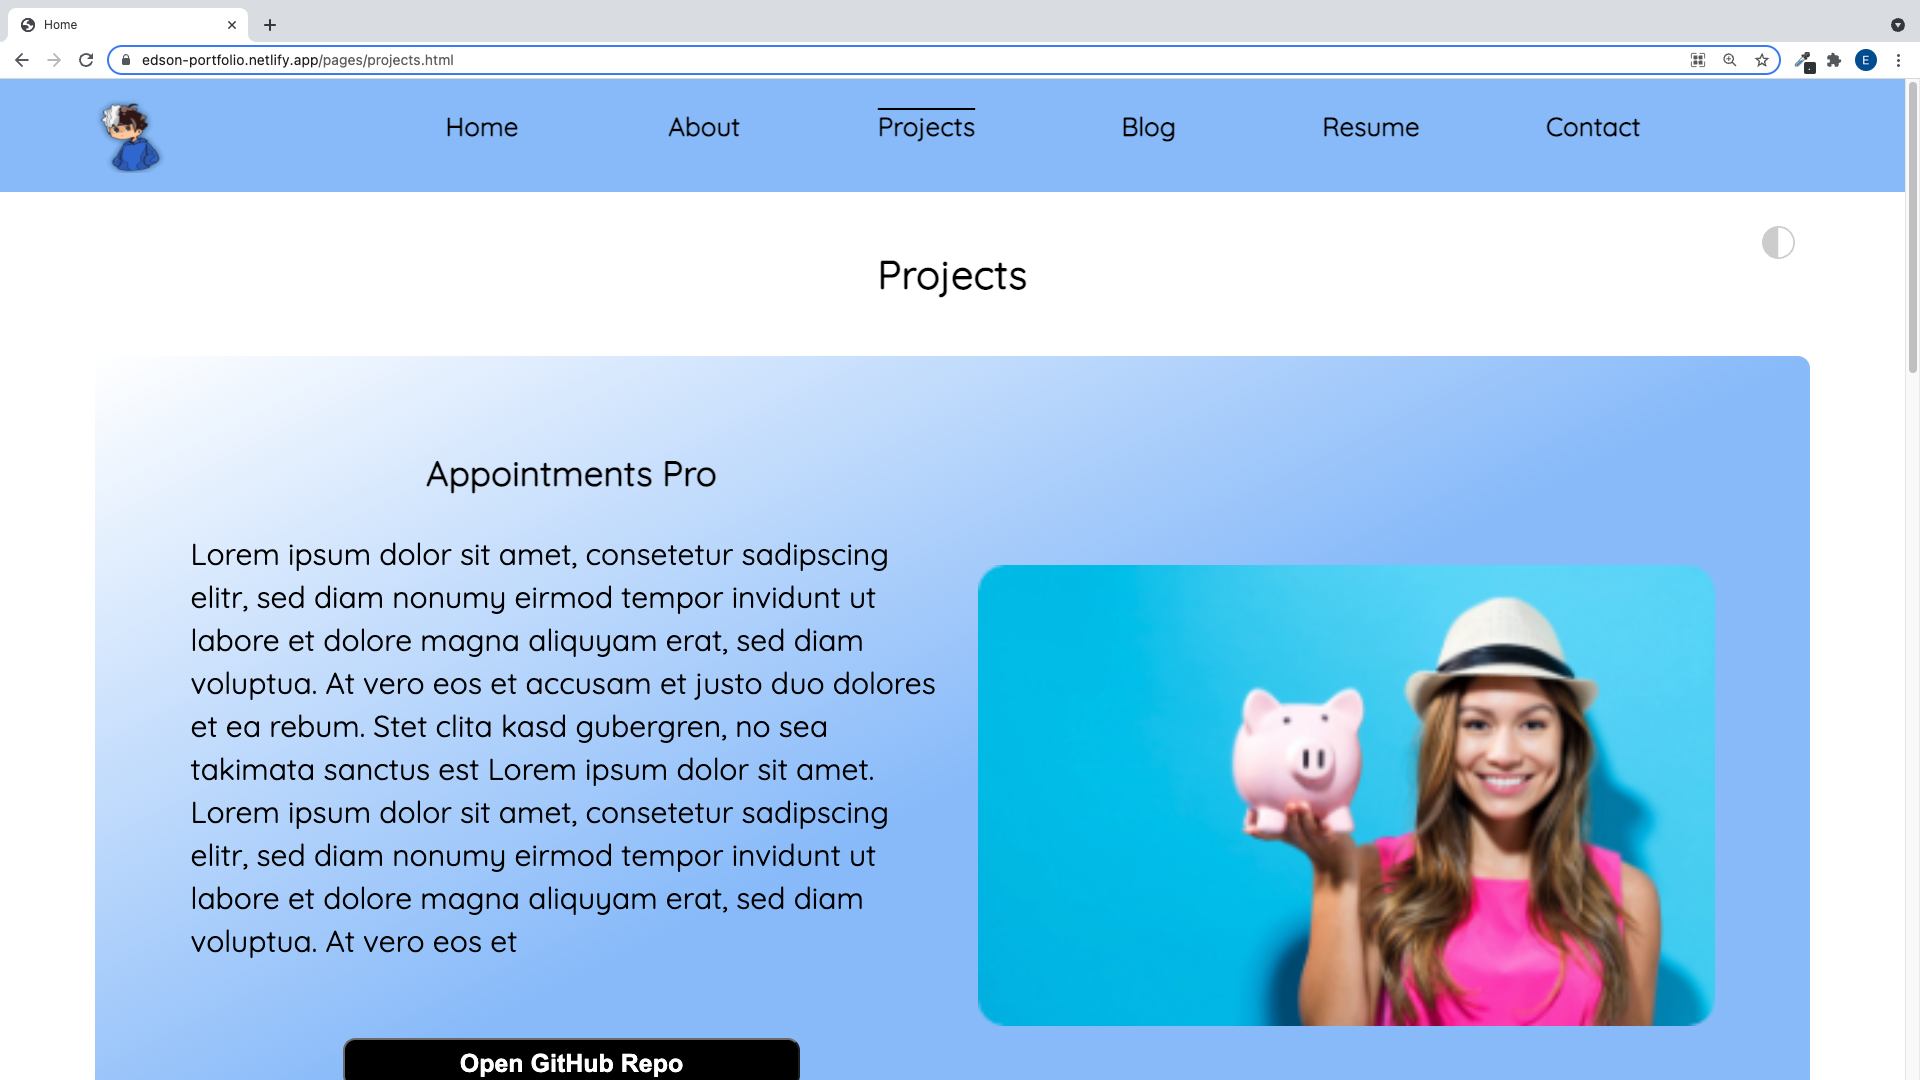 Home
edson-portfolio.netlify.app/pages/projects.html
E
Home About Projects Blog Resume Contact
Projects
Appointments Pro
Lorem ipsum dolor sit amet, consetetur sadipscing
elitr, sed diam nonumy eirmod tempor invidunt ut
labore et dolore magna aliquyam erat, sed diam
voluptua. At vero eos et accusam et justo duo dolores
et ea rebum. Stet clita kasd gubergren, no sea
takimata sanctus est Lorem ipsum dolor sit amet.
Lorem ipsum dolor sit amet, consetetur sadipscing
elitr, sed diam nonumy eirmod tempor invidunt ut
labore et dolore magna aliquyam erat, sed diam
voluptua. At vero eos et
Open GitHub Repo